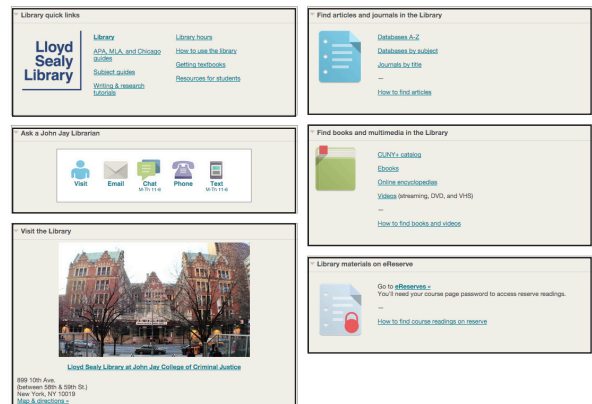 Library quick links
Lloyd
Sealy
Library
Library
APA, MLA, and Chicago
guides
Subject guides
Writing & research
tutorials
Library hours
How to use the library
Getting textbooks
Resources for students
Ask a John Jay Librarian
Visit
Email
Chat
M-Th 11-6
Phone
Text
M-Th 11-6
Visit the Library
Lloyd Sealy Library at John Jay College of Criminal Justice
899 10th Ave.
(between 58th & 59th St.)
New York, NY 10019
Map & directions »
Find articles and journals in the Library
Databases A-Z
Databases by subject
Journals by title
—
How to find articles
Find books and multimedia in the Library
CUNY+ catalog
Ebooks
Online encyclopedias
Videos (streaming, DVD, and VHS)
—
How to find books and videos
Library materials on eReserve
Go to eReserves »
You'll need your course page password to access reserve readings.
—
How to find course readings on reserve